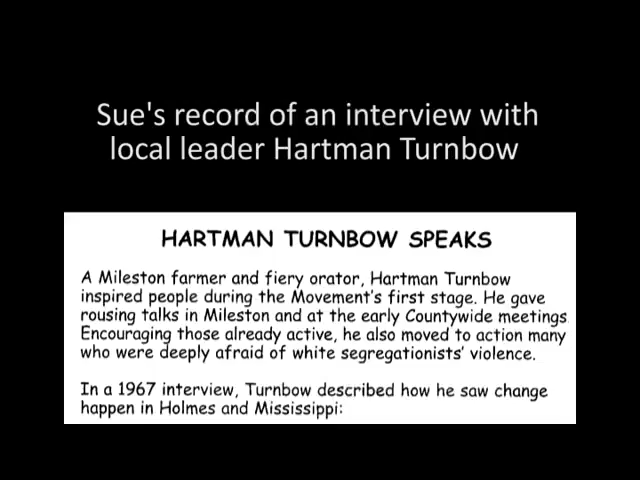 Sue's record of an interview with
local leader Hartman Turnbow
HARTMAN TURNBOW SPEAKS
A Mileston farmer and fiery orator, Hartman Turnbow
inspired people during the Movement's first stage. He gave
rousing talks in Mileston and at the early Countywide meetings
Encouraging those already active, he also moved to action many
who were deeply afraid of white segregationists' violence.
In a 1967 interview, Turnbow described how he saw change
happen in Holmes and Mississippi: